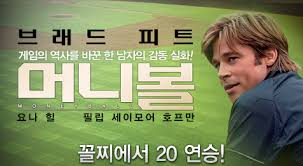 브래드 피트
게임의 역사를 바꾼 한 남자의 감동 실화!
머니볼
MONEYBALL
요나 힐 필립 세이모어 호프만
꼴찌에서 20 연승!